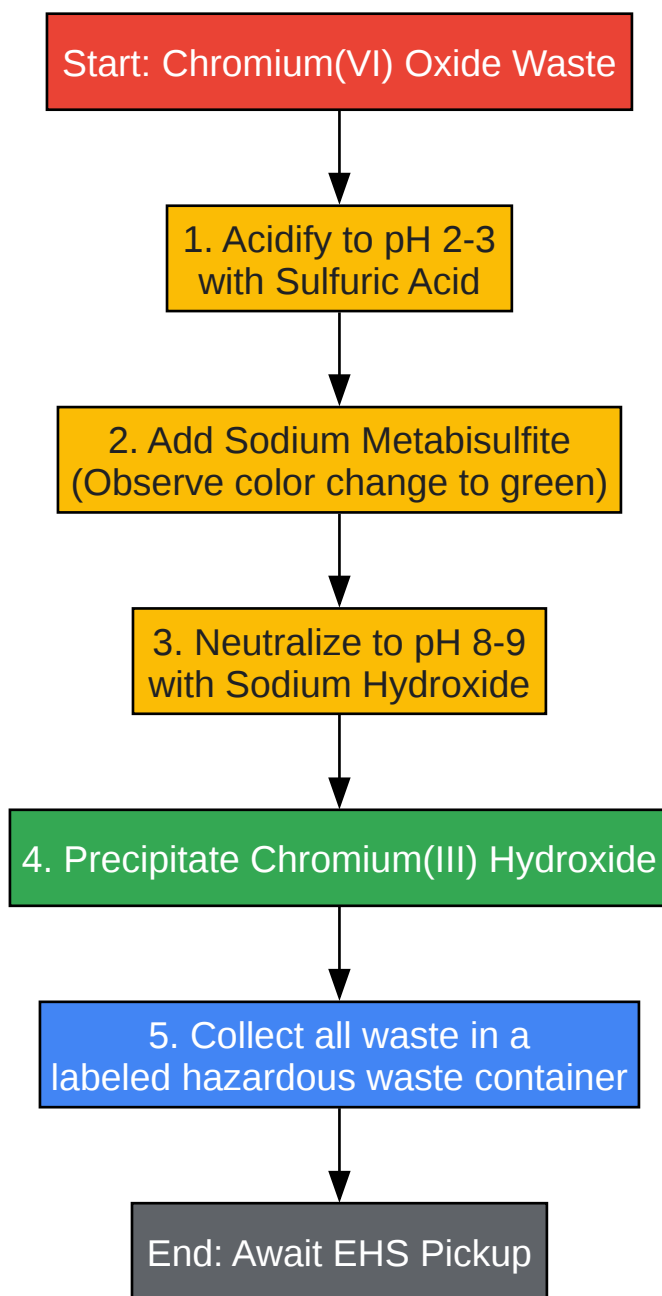 Start: Chromium(VI) Oxide Waste
1. Acidify to pH 2-3
with Sulfuric Acid
2. Add Sodium Metabisulfite
(Observe color change to green)
3. Neutralize to pH 8-9
with Sodium Hydroxide
4. Precipitate Chromium(III) Hydroxide
5. Collect all waste in a
labeled hazardous waste container
End: Await EHS Pickup